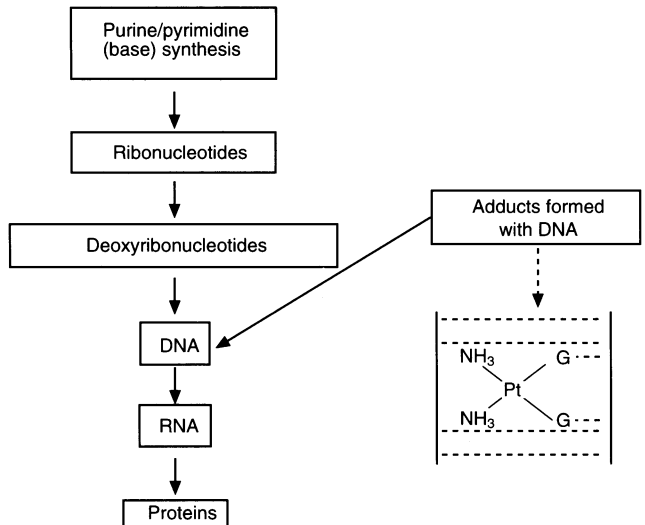 Purine/pyrimidine
(base) synthesis
Ribonucleotides
Deoxyribonucleotides
DNA
RNA
Proteins
Adducts formed
with DNA
NH₃ G
Pt
NH₃ G